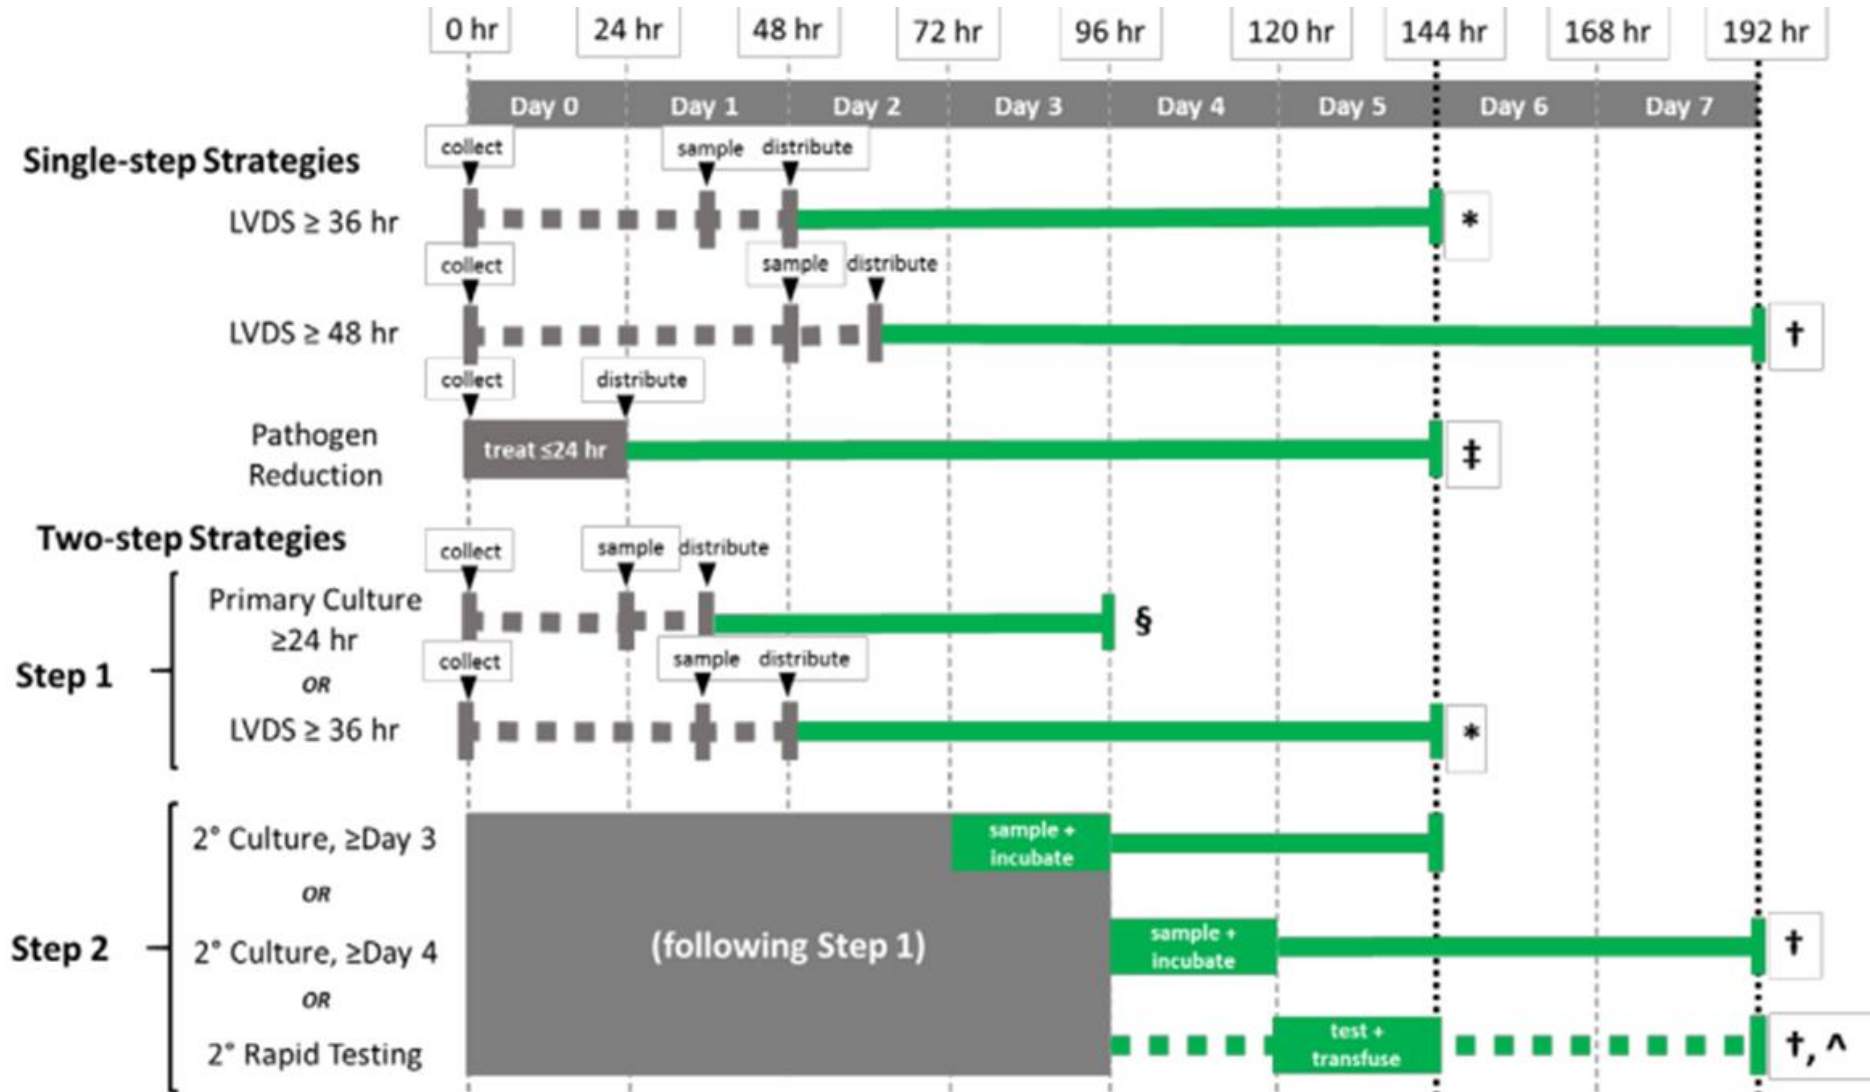 0 hr 24 hr 48 hr 72 hr 96 hr 120 hr 144 hr 168 hr 192 hr
Day 0 Day 1 Day 2 Day 3 Day 4 Day 5 Day 6 Day 7
Single-step Strategies
collect sample distribute
LVDS ≥ 36 hr *
collect sample distribute
LVDS ≥ 48 hr †
collect distribute
Pathogen
Reduction
treat ≤24 hr ‡
Two-step Strategies
collect sample distribute
Primary Culture
≥24 hr
§
Step 1
OR
collect sample distribute
LVDS ≥ 36 hr *
Step 2
2° Culture, ≥Day 3
sample +
incubate
OR
(following Step 1)
2° Culture, ≥Day 4
sample +
incubate
†
OR
2° Rapid Testing
test +
transfuse
†, ^